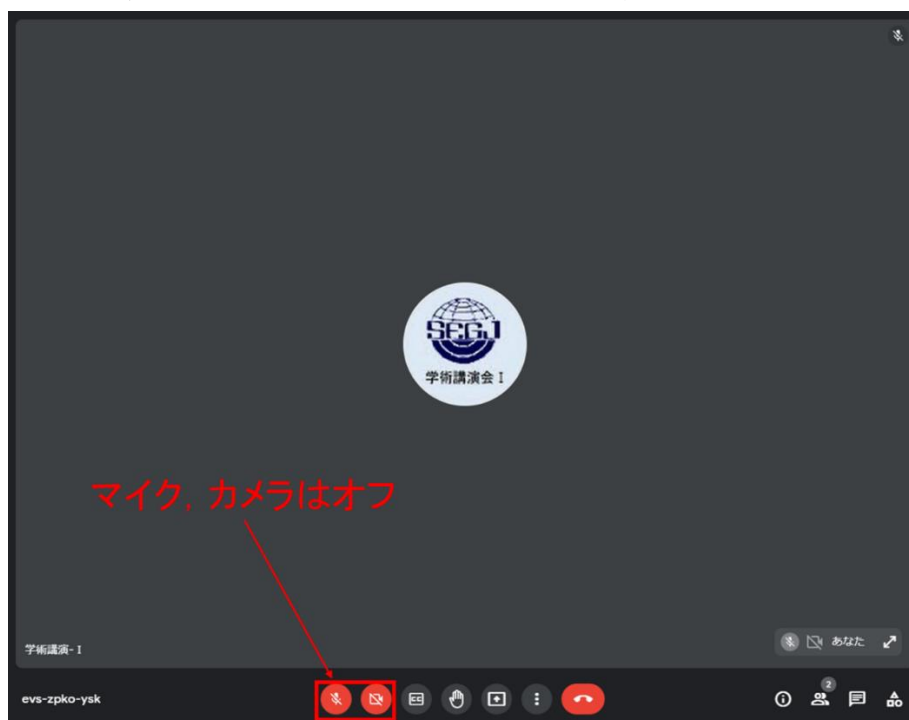 SEGJ
学術講演会 I
マイク, カメラはオフ
学術講演- I
あなた
evs-zpko-ysk
CC
2